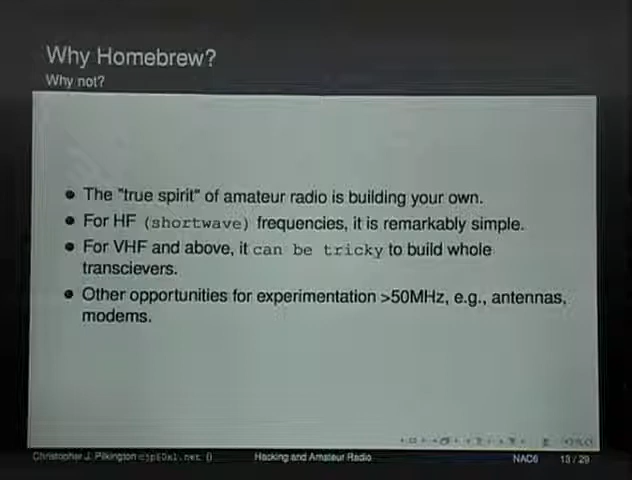 Why Homebrew?
Why not?
The "true spirit" of amateur radio is building your own.
For HF (shortwave) frequencies, it is remarkably simple.
For VHF and above, it can be tricky to build whole
transcievers.
Other opportunities for experimentation >50MHz, e.g., antennas,
modems.
Christopher J. Pilkington
Hacking and Amateur Radio
NAC6 13 / 29